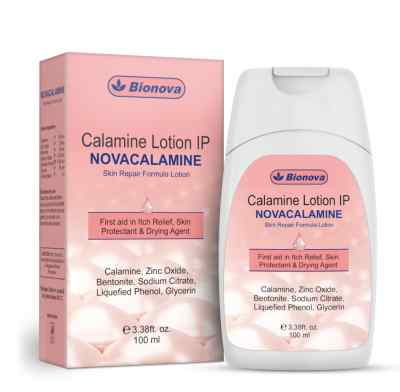 NOVACALAMINE
Bionova
Calamine Lotion IP
NOVACALAMINE
Skin Repair Formula Lotion
First aid in Itch Relief, Skin
Protectant & Drying Agent
Calamine, Zinc Oxide,
Bentonite, Sodium Citrate,
Liquefied Phenol, Glycerin
℮ 3.38ft. oz.
100 ml
Bionova
Calamine Lotion IP
NOVACALAMINE
Skin Repair Formula Lotion
First aid in Itch Relief, Skin
Protectant & Drying Agent
Calamine, Zinc Oxide,
Bentonite, Sodium Citrate,
Liquefied Phenol, Glycerin
℮ 3.38ft. oz.
100 ml